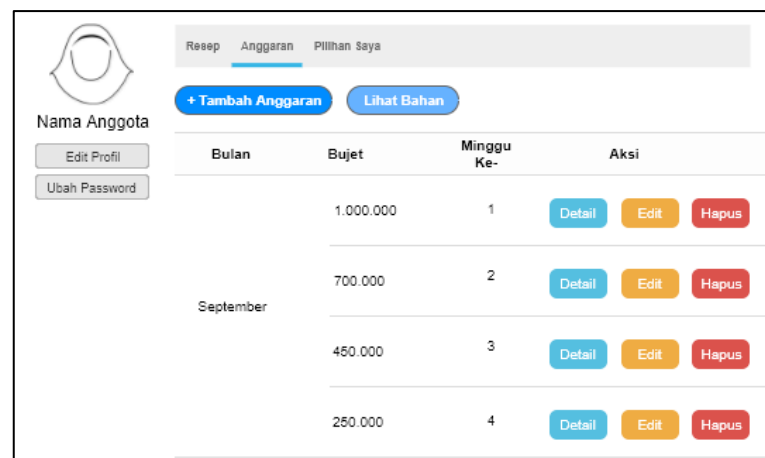 Resep Anggaran Pilihan Saya
+ Tambah Anggaran Lihat Bahan
Nama Anggota
Edit Profil
Ubah Password
Bulan Bujet Minggu Ke- Aksi
September
1.000.000 1 Detail Edit Hapus
700.000 2 Detail Edit Hapus
450.000 3 Detail Edit Hapus
250.000 4 Detail Edit Hapus